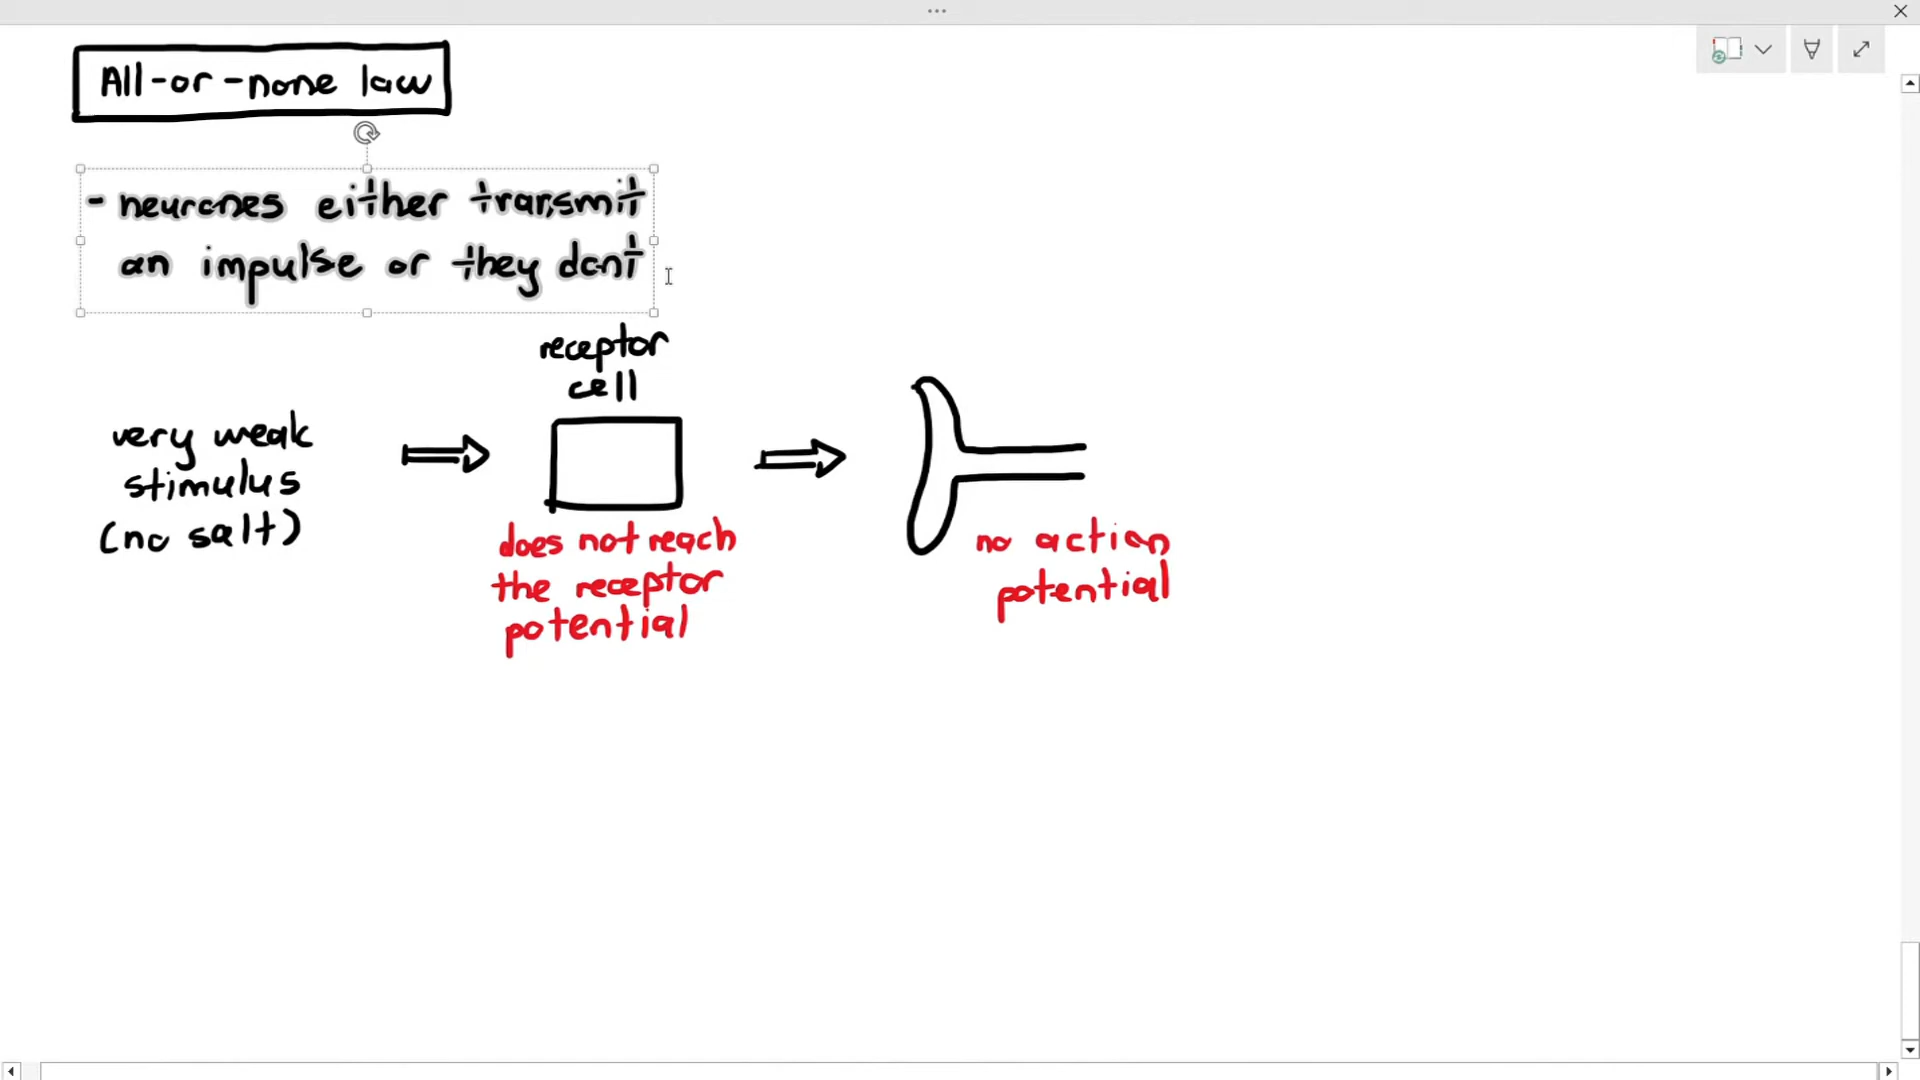 All-or-none law
- neurones either transmit
an impulse or they dont
receptor
cell
very weak
stimulus
(no salt)
does not reach
the receptor
potential
no action
potential